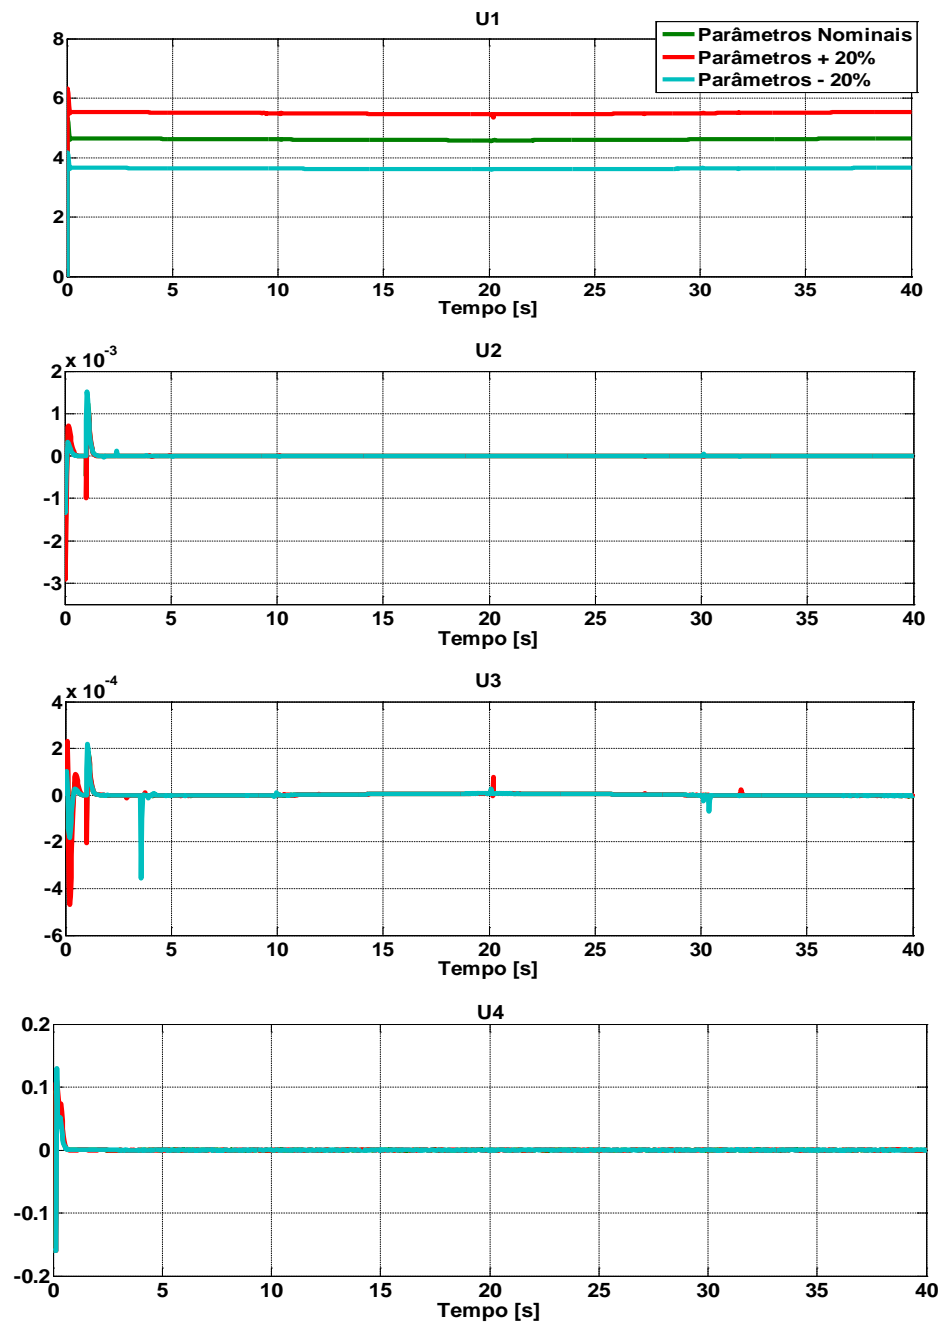 U1
Parâmetros Nominais
Parâmetros + 20%
Parâmetros - 20%
8
6
4
2
0
0 5 10 15 20 25 30 35 40
Tempo [s]
U2
x 10^-3
2
1
0
-1
-2
-3
0 5 10 15 20 25 30 35 40
Tempo [s]
U3
x 10^-4
4
2
0
-2
-4
-6
0 5 10 15 20 25 30 35 40
Tempo [s]
U4
0.2
0.1
0
-0.1
-0.2
0 5 10 15 20 25 30 35 40
Tempo [s]